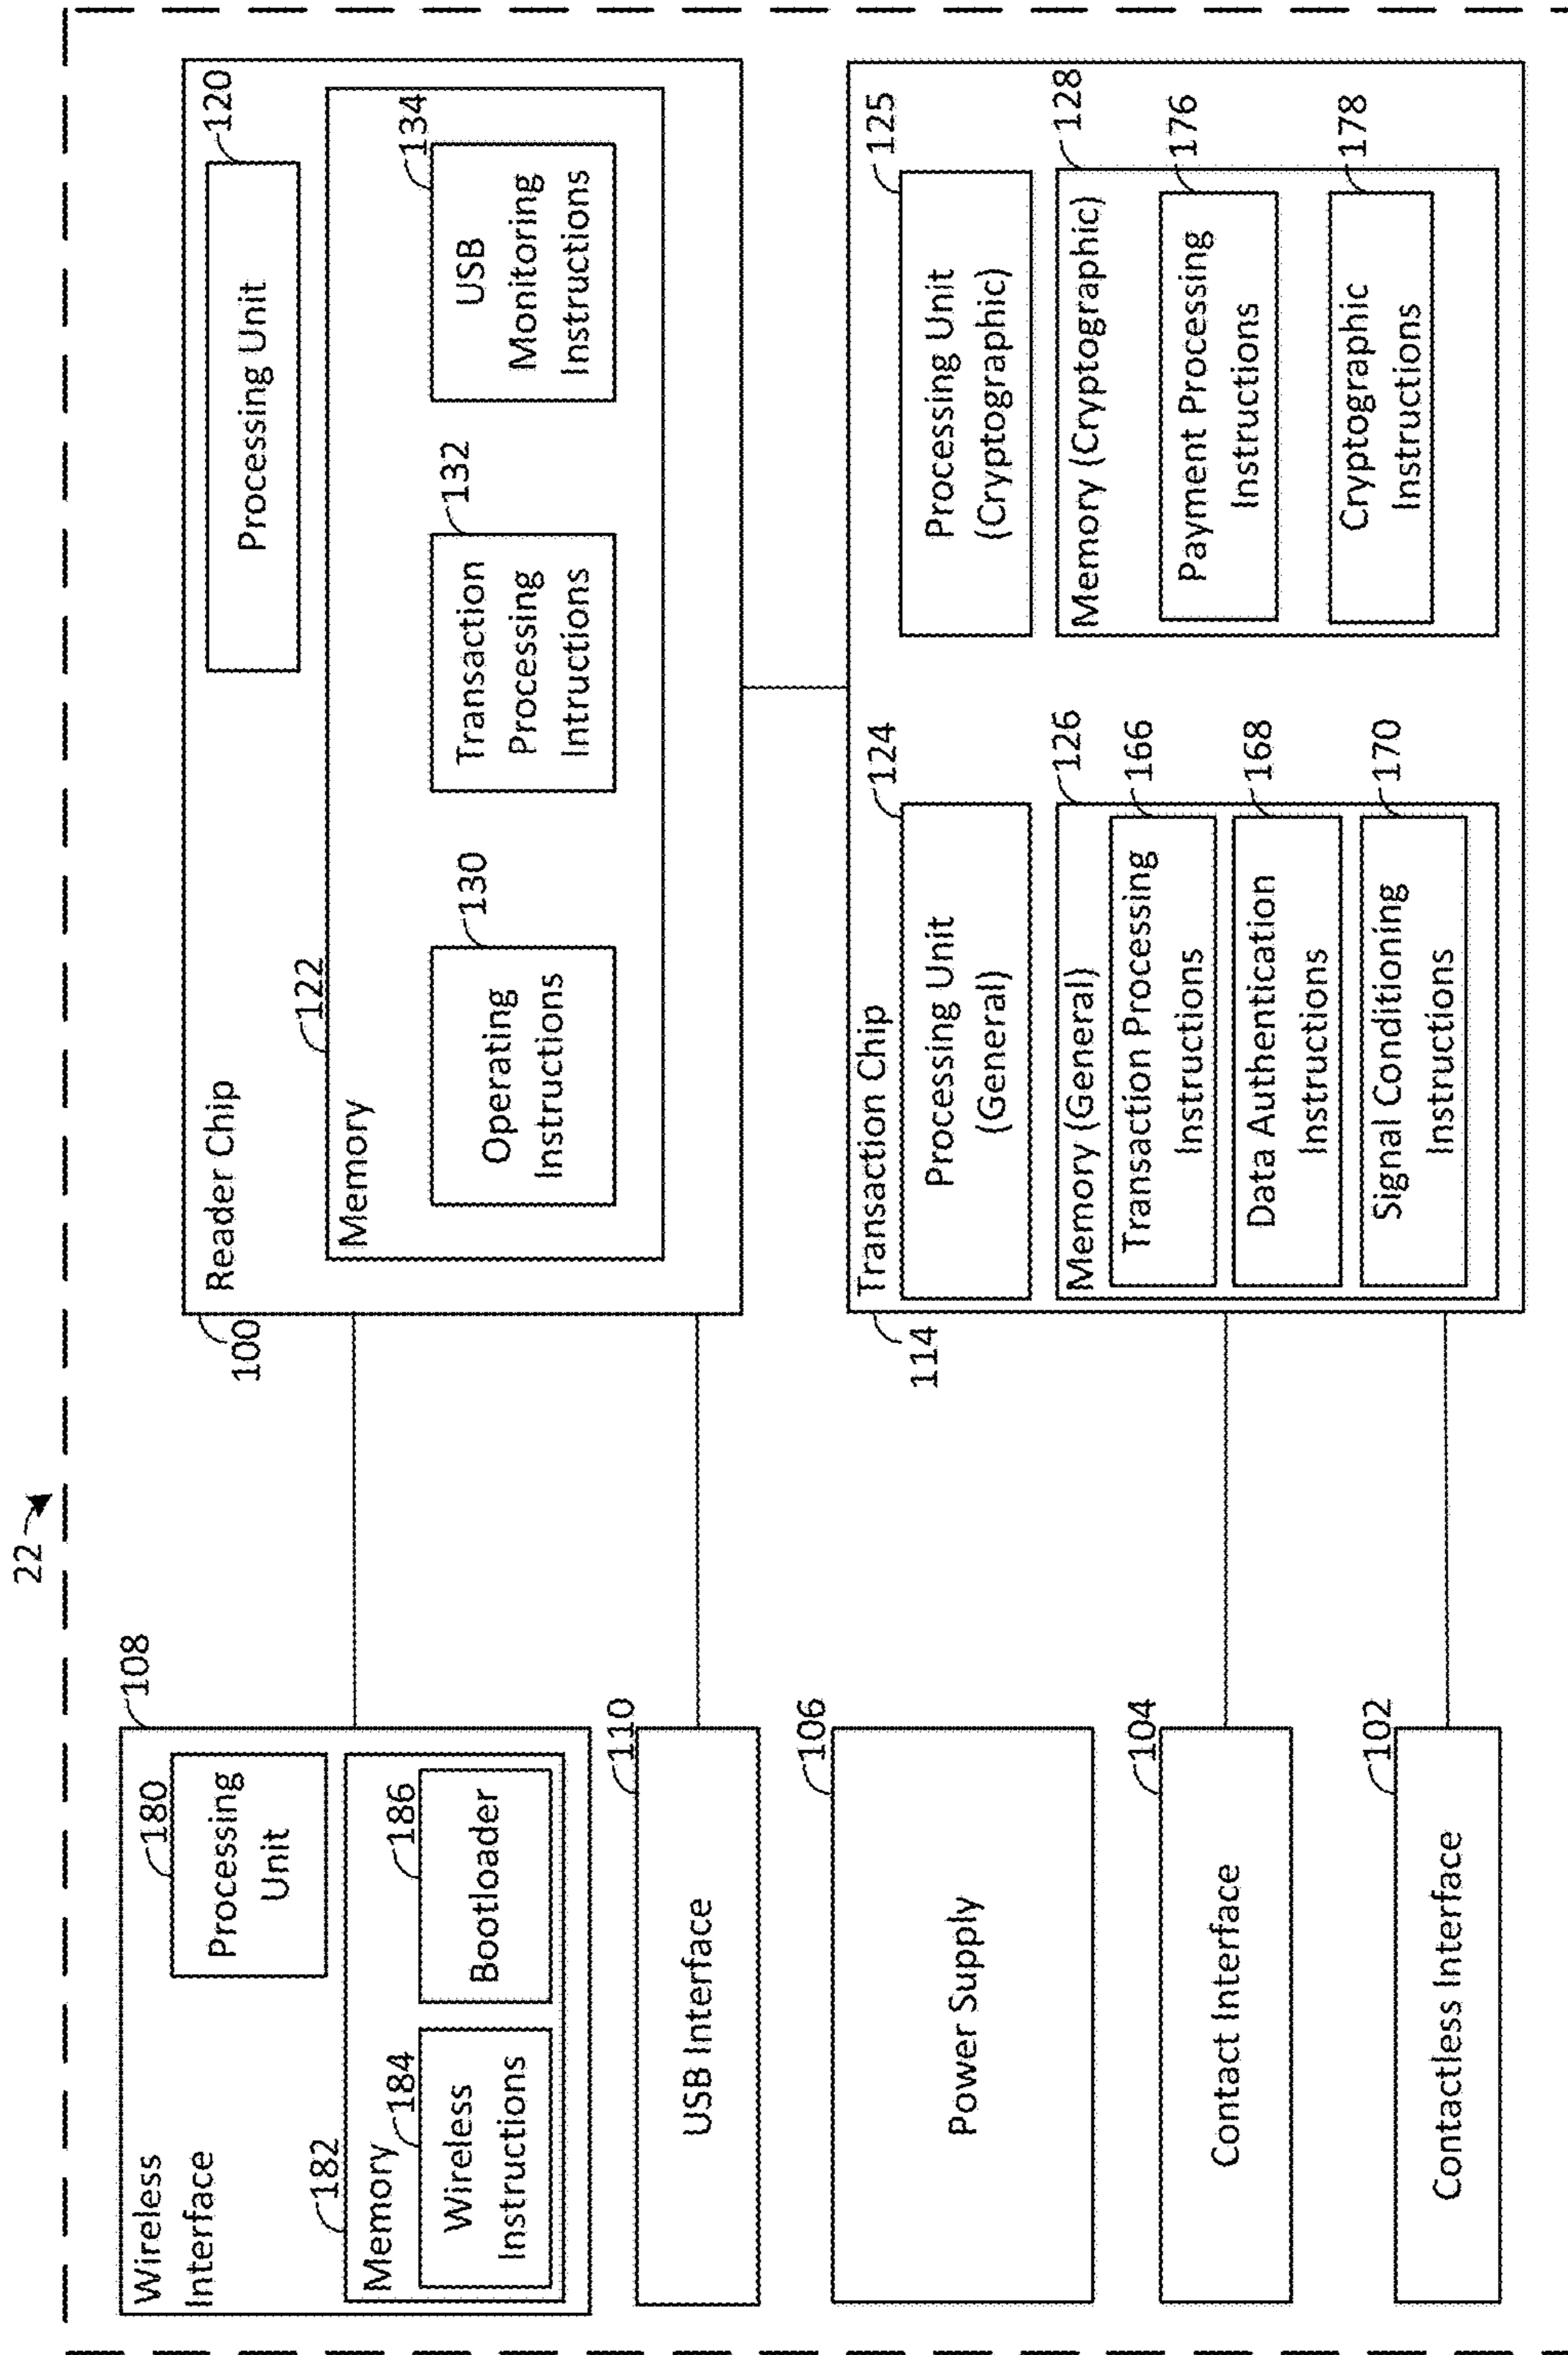 22
Wireless
Interface
108
180
Processing
Unit
182
Memory
184
Wireless
Instructions
186
Bootloader
110
USB Interface
106
Power Supply
104
Contact Interface
102
Contactless Interface
100
Reader Chip
120
Processing Unit
122
Memory
130
Operating
Instructions
132
Transaction
Processing
Intructions
134
USB
Monitoring
Instructions
114
Transaction Chip
124
Processing Unit
(General)
126
Memory (General)
166
Transaction Processing
Instructions
168
Data Authentication
Instructions
170
Signal Conditioning
Instructions
125
Processing Unit
(Cryptographic)
128
Memory (Cryptographic)
176
Payment Processing
Instructions
178
Cryptographic
Instructions